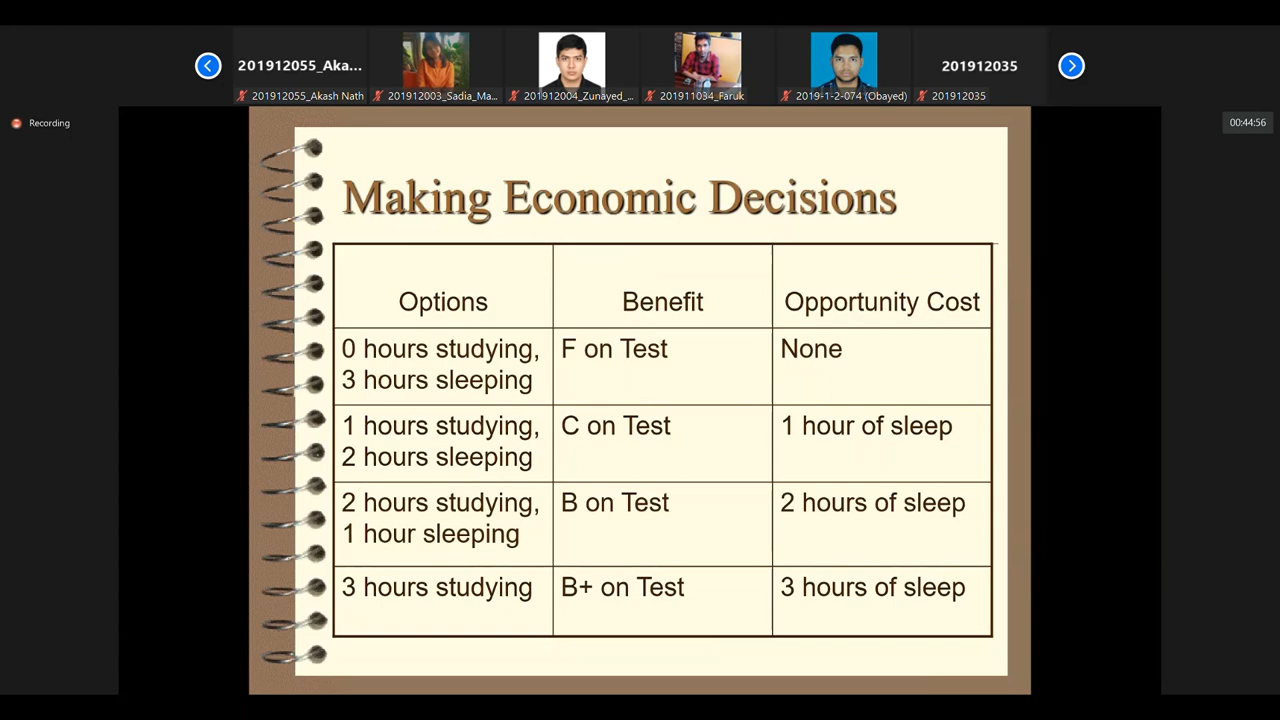 201912055_Aka...
201912035
201912055_Akash Nath
201912003_Sadia_Ma...
201912004_Zunayed_...
201911034_Faruk
2019-1-2-074 (Obayed)
201912035
Recording
00:44:56
Making Economic Decisions
Options
Benefit
Opportunity Cost
0 hours studying,
3 hours sleeping
F on Test
None
1 hours studying,
2 hours sleeping
C on Test
1 hour of sleep
2 hours studying,
1 hour sleeping
B on Test
2 hours of sleep
3 hours studying
B+ on Test
3 hours of sleep